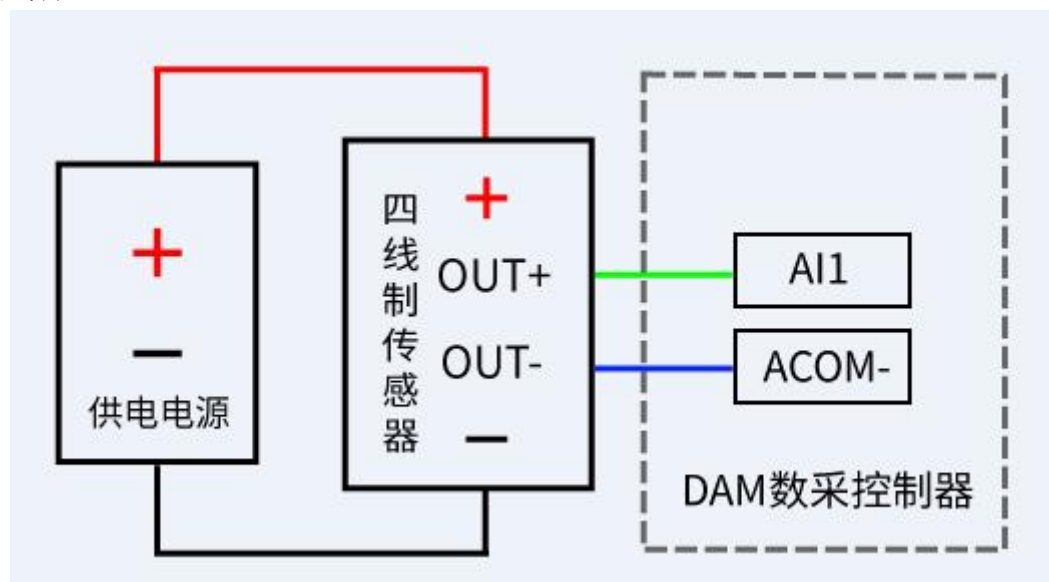 +
−
供电电源
四线制传感器
+
OUT+
OUT-
−
AI1
ACOM-
DAM数采控制器